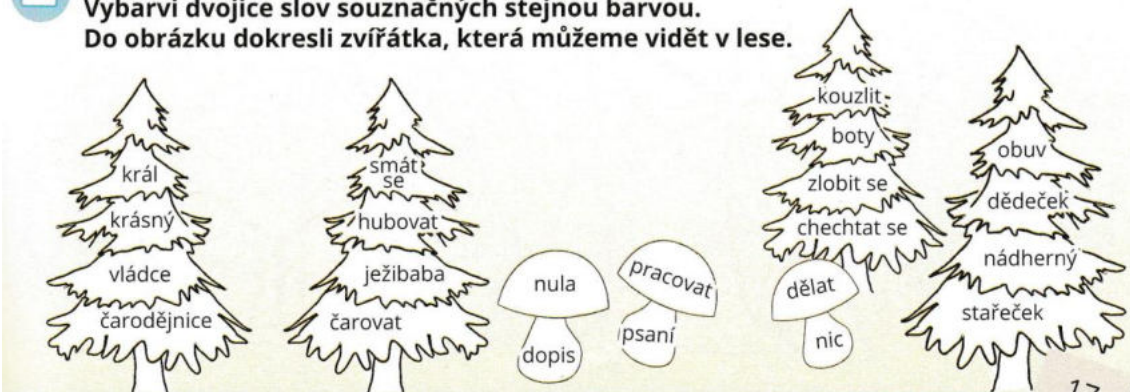 Vybarvi dvojice slov souznačných stejnou barvou.
Do obrázku dokresli zvířátka, která můžeme vidět v lese.
král
krásný
vládce
čarodějnice
smát
se
hubovat
ježibaba
čarovat
nula
dopis
pracovat
psaní
kouzlit
boty
zlobit se
chechtat se
dělat
nic
obuv
dědeček
nádherný
stařeček
17